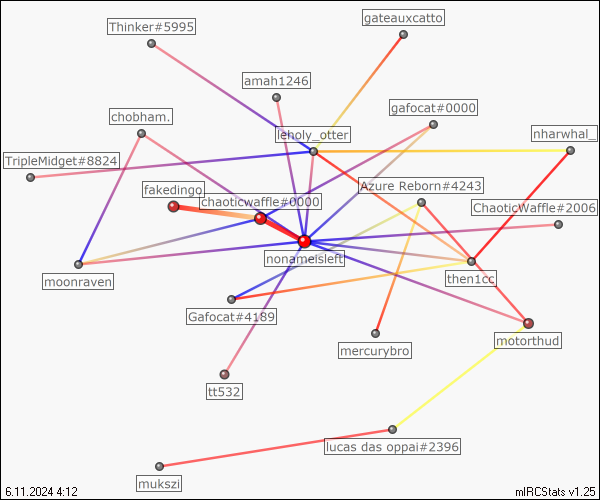 gateauxcatto
Thinker#5995
amah1246
gafocat#0000
chobham.
leholy_otter
nharwhal_
TripleMidget#8824
fakedingo
Azure Reborn#4243
chaoticwaffle#0000
ChaoticWaffle#2006
nonameisleft
moonraven
then1cc
Gafocat#4189
motorthud
mercurybro
tt532
lucas das oppai#2396
mukszi
6.11.2024 4:12
mIRCStats v1.25